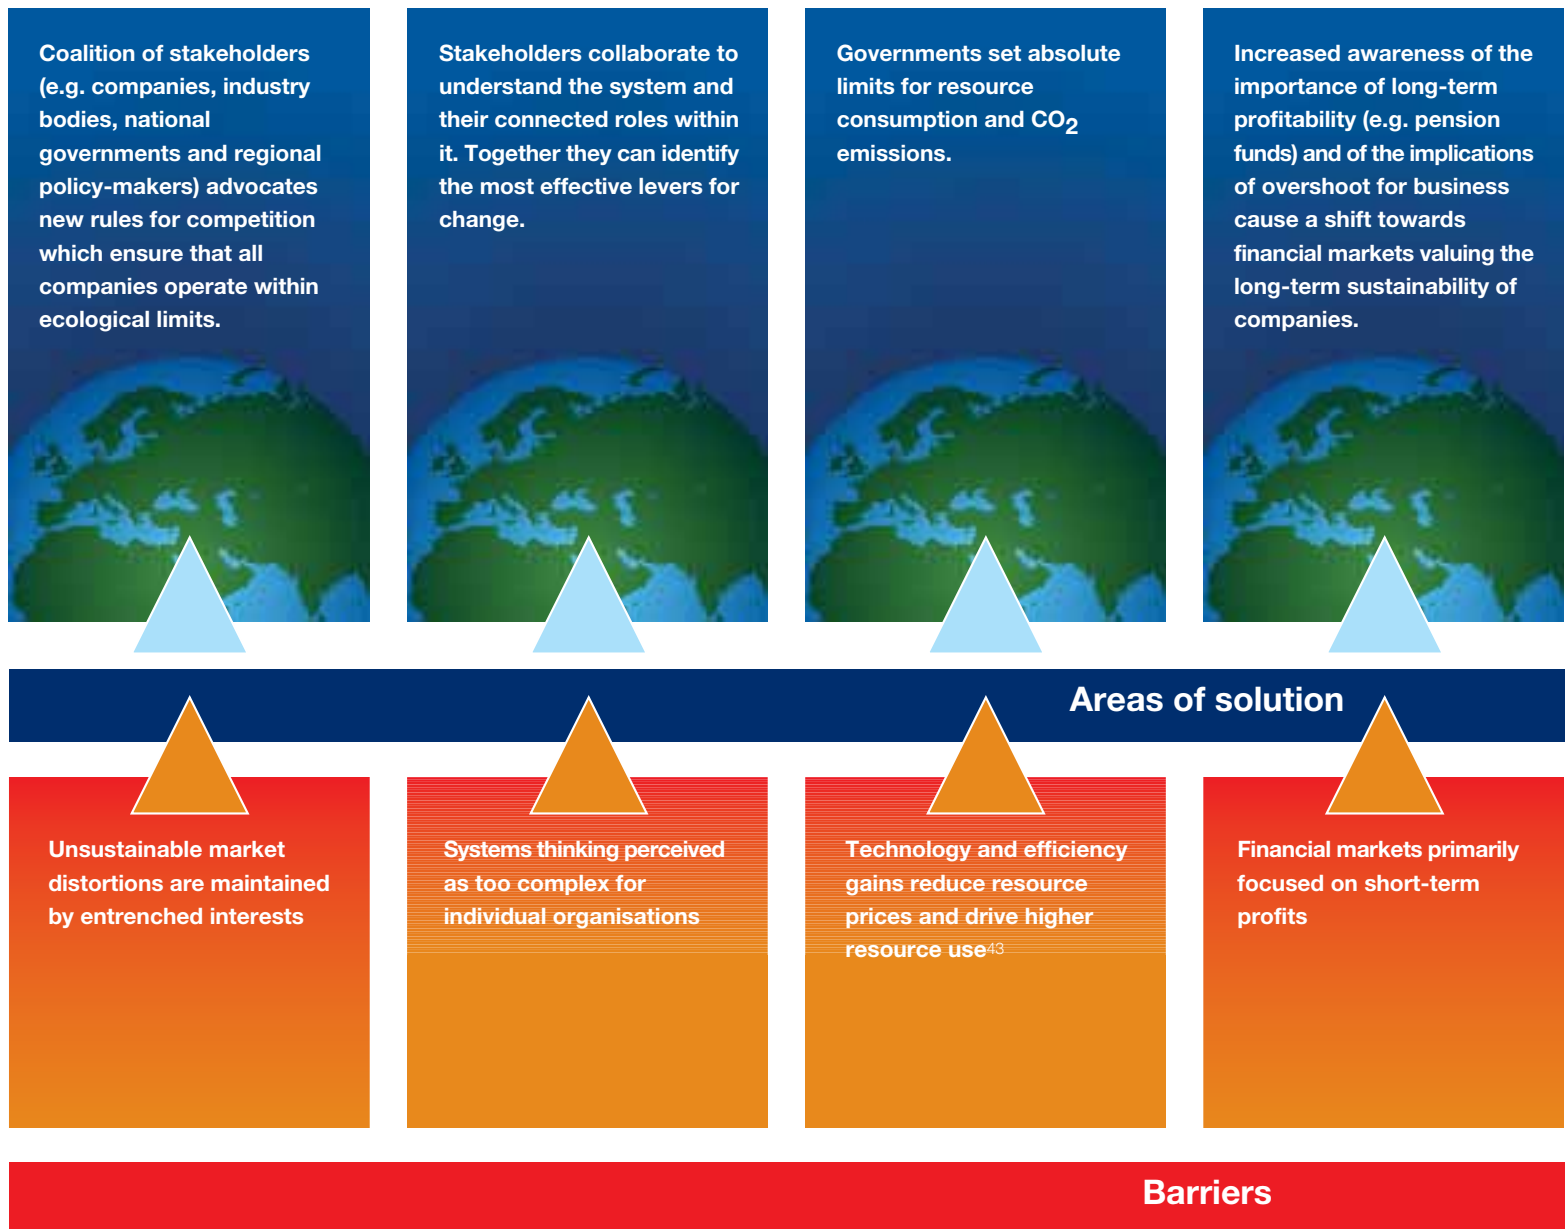 Coalition of stakeholders
(e.g. companies, industry
bodies, national
governments and regional
policy-makers) advocates
new rules for competition
which ensure that all
companies operate within
ecological limits.
Stakeholders collaborate to
understand the system and
their connected roles within
it. Together they can identify
the most effective levers for
change.
Governments set absolute
limits for resource
consumption and CO2
emissions.
Increased awareness of the
importance of long-term
profitability (e.g. pension
funds) and of the implications
of overshoot for business
cause a shift towards
financial markets valuing the
long-term sustainability of
companies.
Areas of solution
Unsustainable market
distortions are maintained
by entrenched interests
Systems thinking perceived
as too complex for
individual organisations
Technology and efficiency
gains reduce resource
prices and drive higher
resource use43
Financial markets primarily
focused on short-term
profits
Barriers